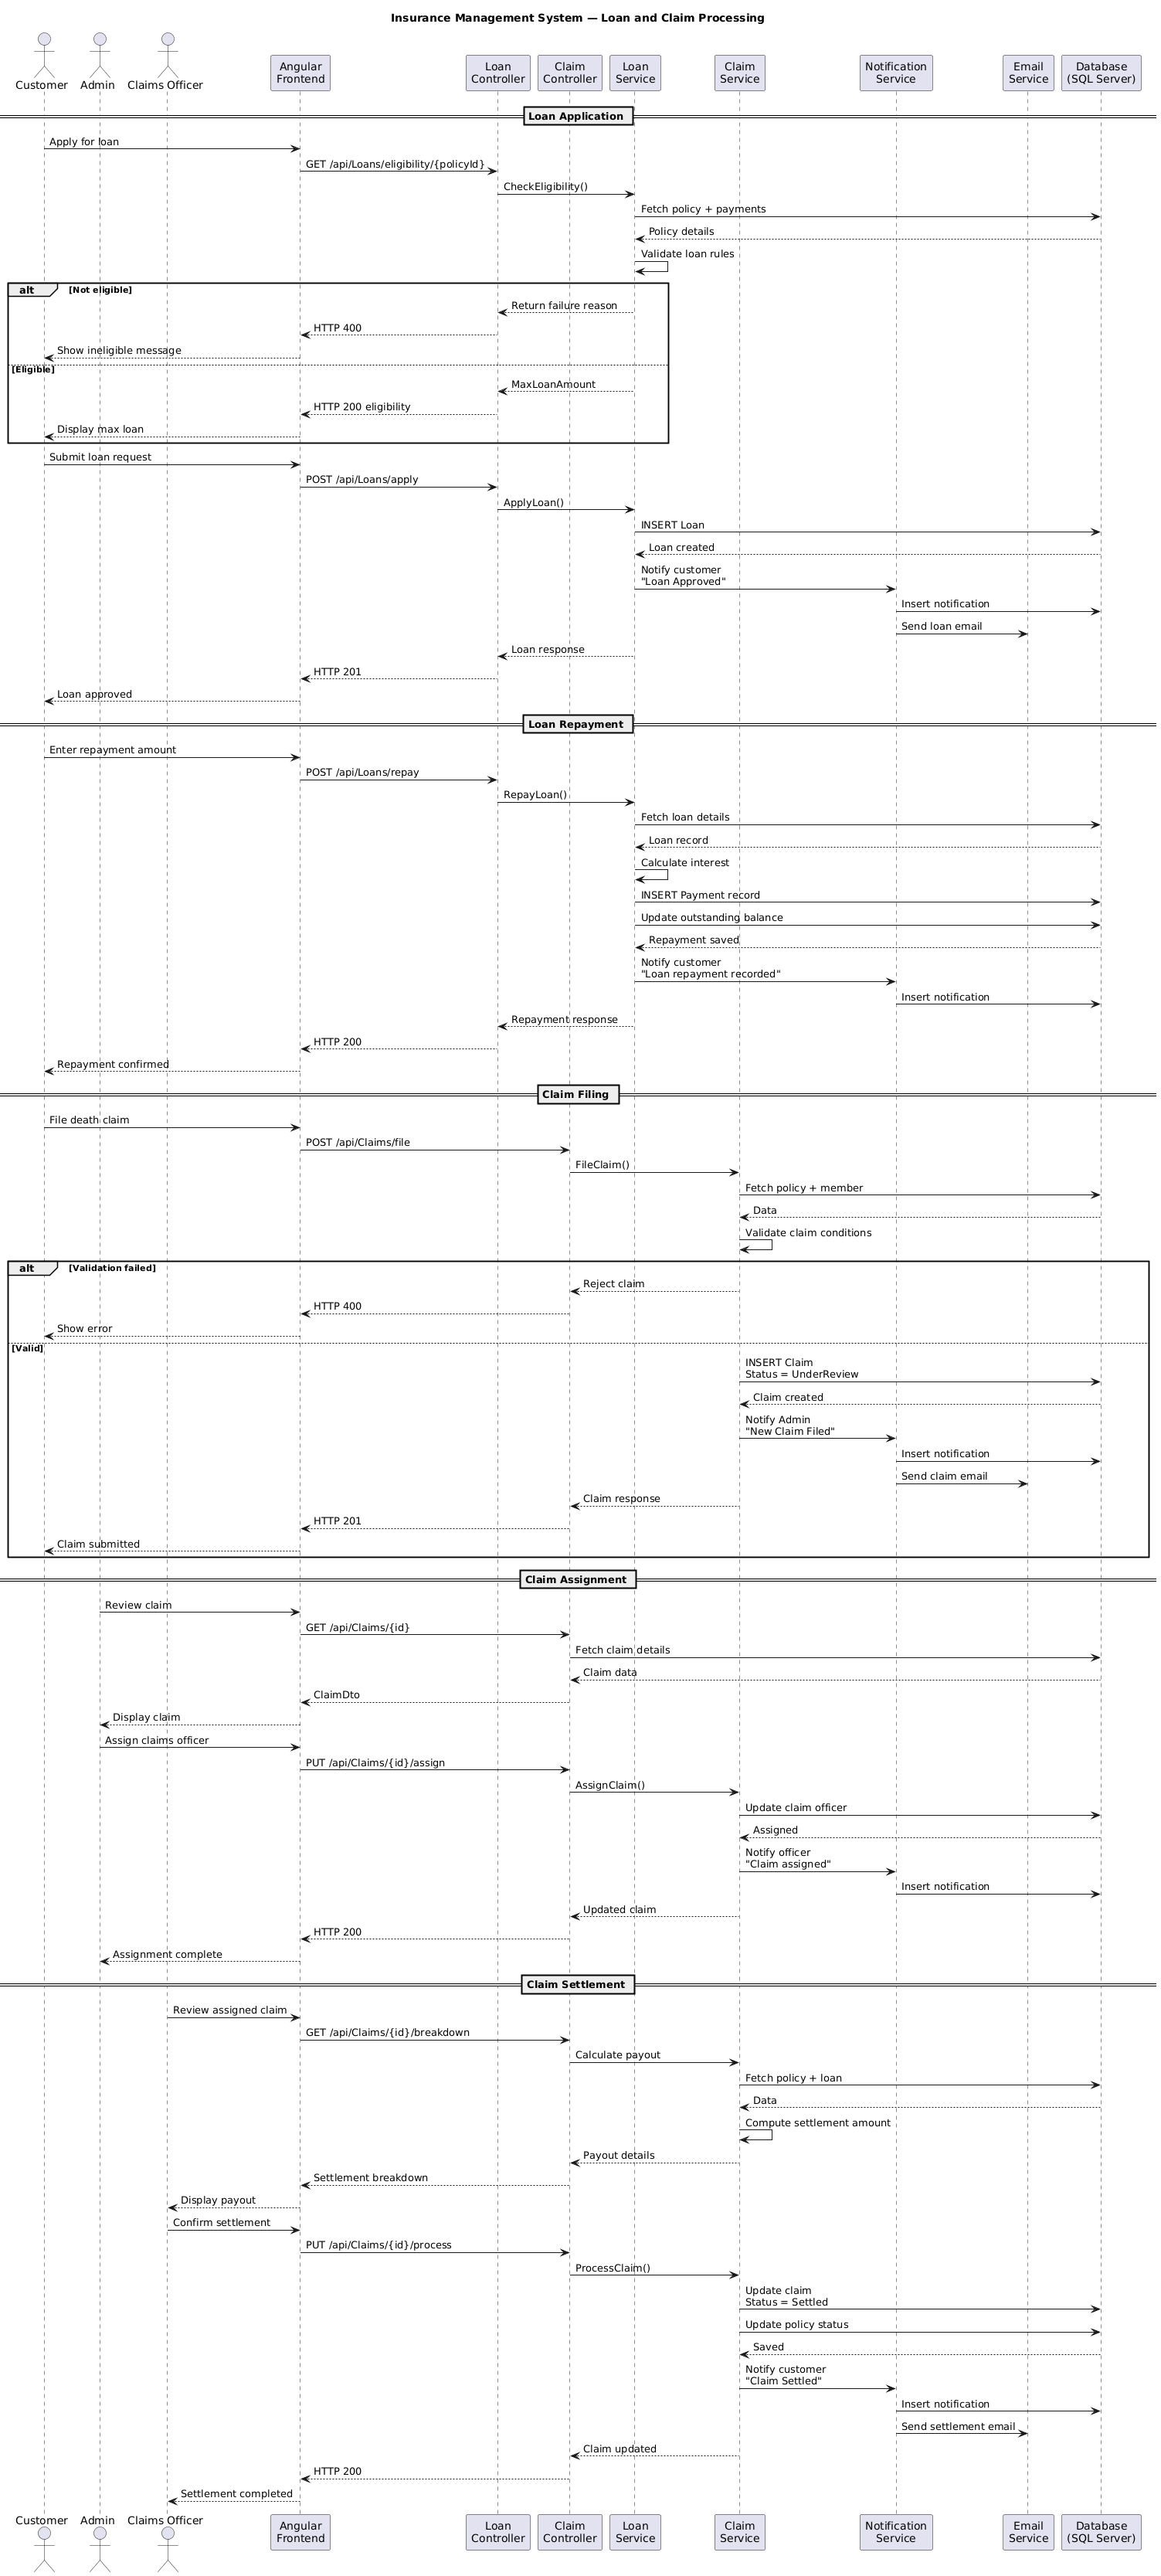 Insurance Management System — Loan and Claim Processing
Customer
Admin
Claims Officer
Angular
Frontend
Loan
Controller
Claim
Controller
Loan
Service
Claim
Service
Notification
Service
Email
Service
Database
(SQL Server)
Loan Application
Apply for loan
GET /api/Loans/eligibility/{policyId}
CheckEligibility()
Fetch policy + payments
Policy details
Validate loan rules
alt
[Not eligible]
Return failure reason
HTTP 400
Show ineligible message
[Eligible]
MaxLoanAmount
HTTP 200 eligibility
Display max loan
Submit loan request
POST /api/Loans/apply
ApplyLoan()
INSERT Loan
Loan created
Notify customer
"Loan Approved"
Insert notification
Send loan email
Loan response
HTTP 201
Loan approved
Loan Repayment
Enter repayment amount
POST /api/Loans/repay
RepayLoan()
Fetch loan details
Loan record
Calculate interest
INSERT Payment record
Update outstanding balance
Repayment saved
Notify customer
"Loan repayment recorded"
Insert notification
Repayment response
HTTP 200
Repayment confirmed
Claim Filing
File death claim
POST /api/Claims/file
FileClaim()
Fetch policy + member
Data
Validate claim conditions
alt
[Validation failed]
Reject claim
HTTP 400
Show error
[Valid]
INSERT Claim
Status = UnderReview
Claim created
Notify Admin
"New Claim Filed"
Insert notification
Send claim email
Claim response
HTTP 201
Claim submitted
Claim Assignment
Review claim
GET /api/Claims/{id}
Fetch claim details
Claim data
ClaimDto
Display claim
Assign claims officer
PUT /api/Claims/{id}/assign
AssignClaim()
Update claim officer
Assigned
Notify officer
"Claim assigned"
Insert notification
Updated claim
HTTP 200
Assignment complete
Claim Settlement
Review assigned claim
GET /api/Claims/{id}/breakdown
Calculate payout
Fetch policy + loan
Data
Compute settlement amount
Payout details
Settlement breakdown
Display payout
Confirm settlement
PUT /api/Claims/{id}/process
ProcessClaim()
Update claim
Status = Settled
Update policy status
Saved
Notify customer
"Claim Settled"
Insert notification
Send settlement email
Claim updated
HTTP 200
Settlement completed
Customer
Admin
Claims Officer
Angular
Frontend
Loan
Controller
Claim
Controller
Loan
Service
Claim
Service
Notification
Service
Email
Service
Database
(SQL Server)